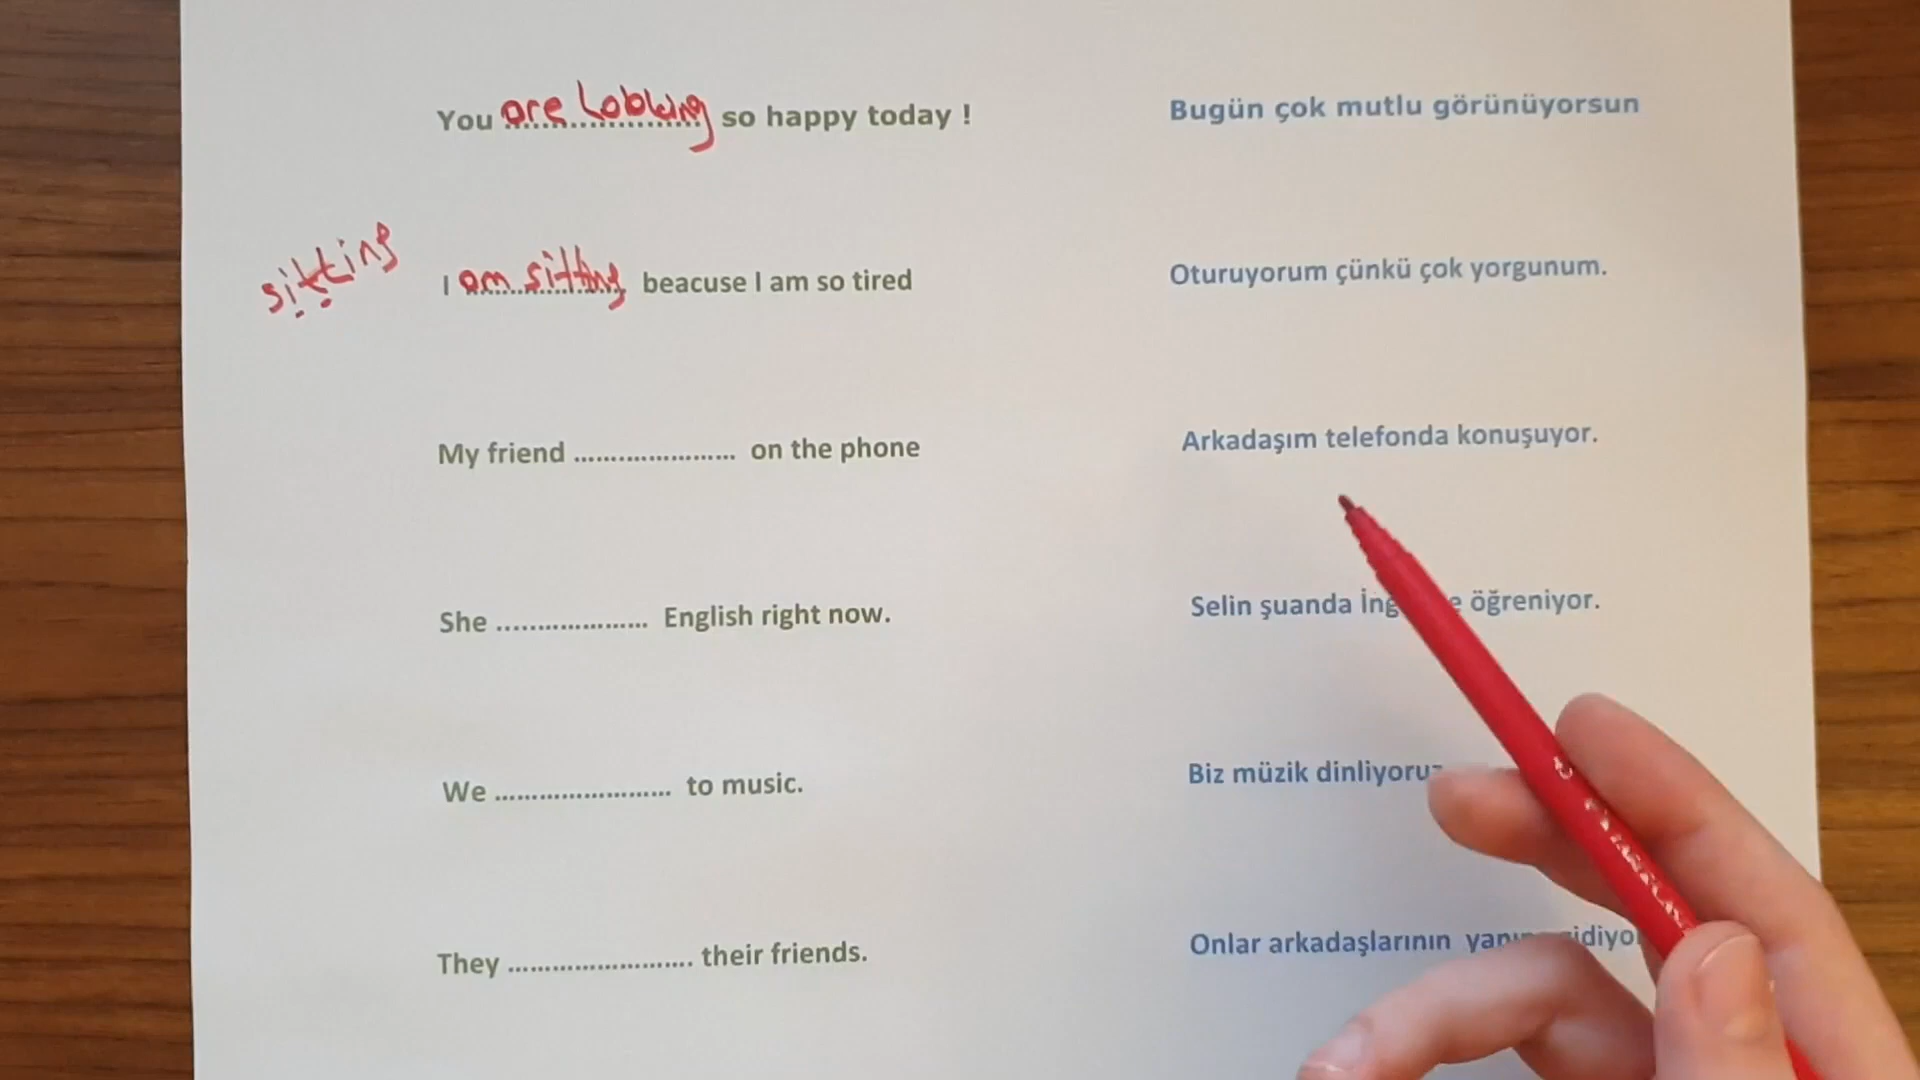 You are looking so happy today ! Bugün çok mutlu görünüyorsun
sitting
I am sitting beacuse I am so tired Oturuyorum çünkü çok yorgunum.
My friend ..................... on the phone Arkadaşım telefonda konuşuyor.
She .................. English right now. Selin şuanda öğreniyor.
We ........................ to music. Biz müzik dinliyoruz
They ......................... their friends. Onlar arkadaşlarının